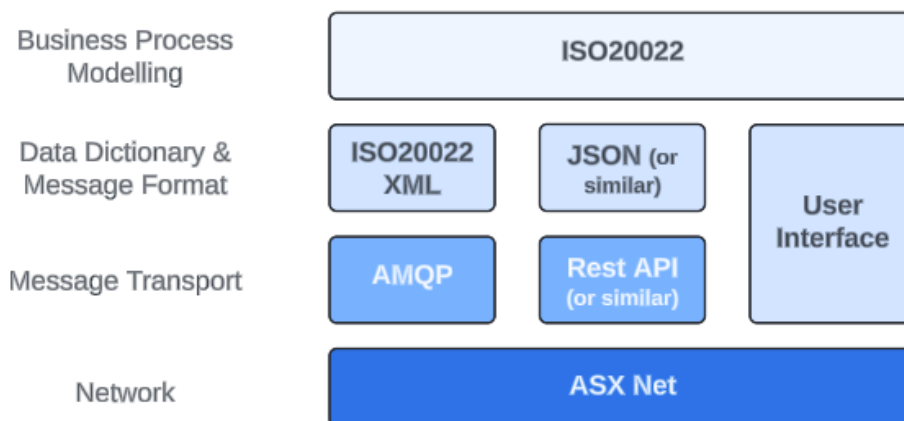 Business Process
Modelling
ISO20022
Data Dictionary &
Message Format
ISO20022
XML
JSON (or
similar)
User
Interface
Message Transport
AMQP
Rest API
(or similar)
Network
ASX Net